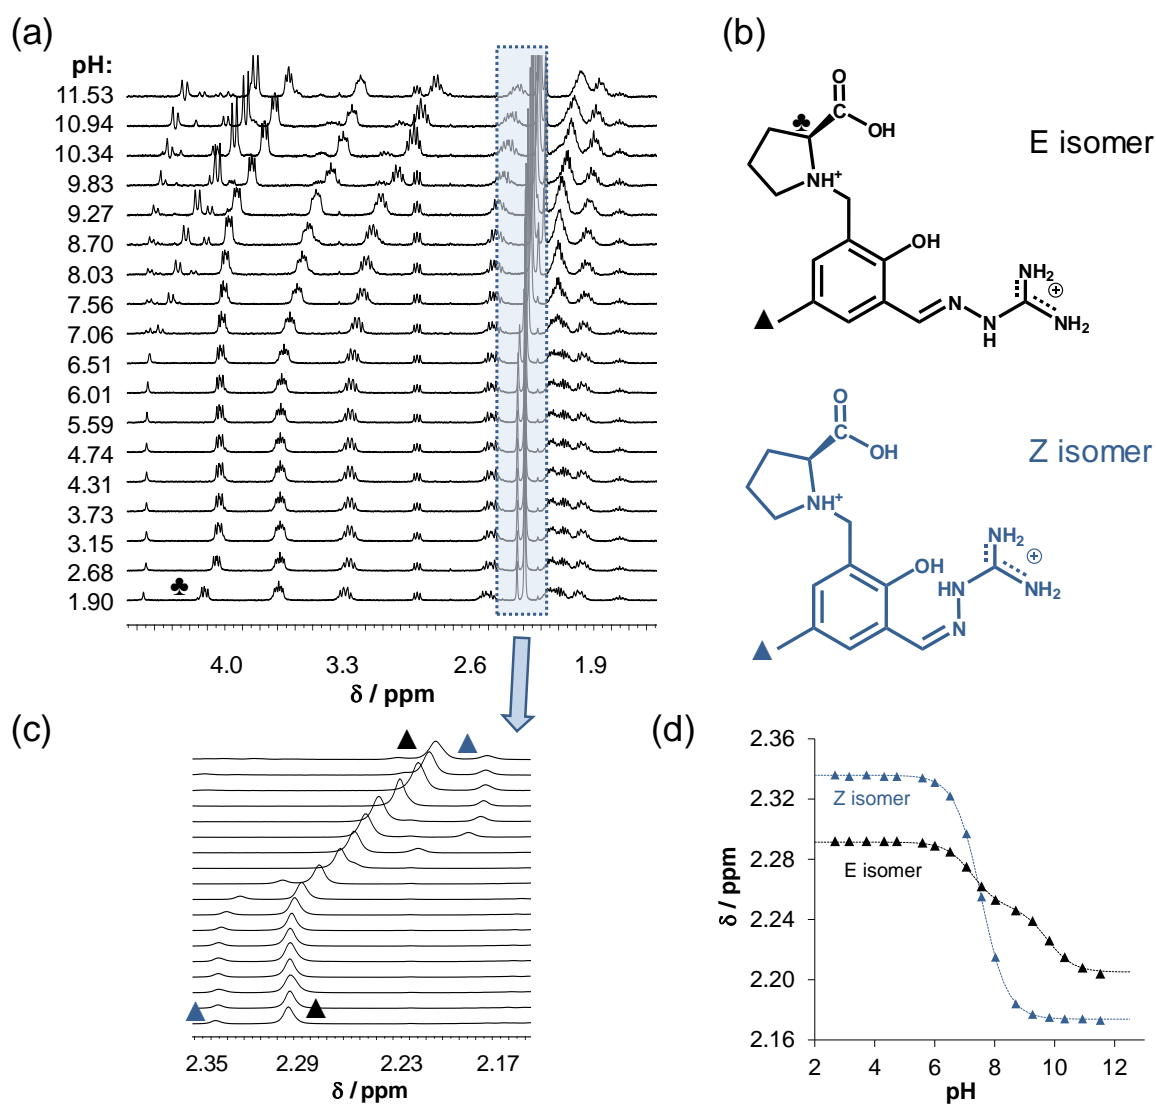 (a)
pH:
11.53
10.94
10.34
9.83
9.27
8.70
8.03
7.56
7.06
6.51
6.01
5.59
4.74
4.31
3.73
3.15
2.68
1.90
♣
4.0 3.3 2.6 1.9
δ / ppm
(b)
O
C
♣
OH
E isomer
NH+
OH
NH2
⊕
N
N
H
NH2
O
C
OH
Z isomer
NH+
NH2
⊕
OH
HN
NH2
N
(c)
2.35 2.29 2.23 2.17
δ / ppm
(d)
2.36
2.32
2.28
2.24
2.20
2.16
δ / ppm
Z isomer
E isomer
2 4 6 8 10 12
pH